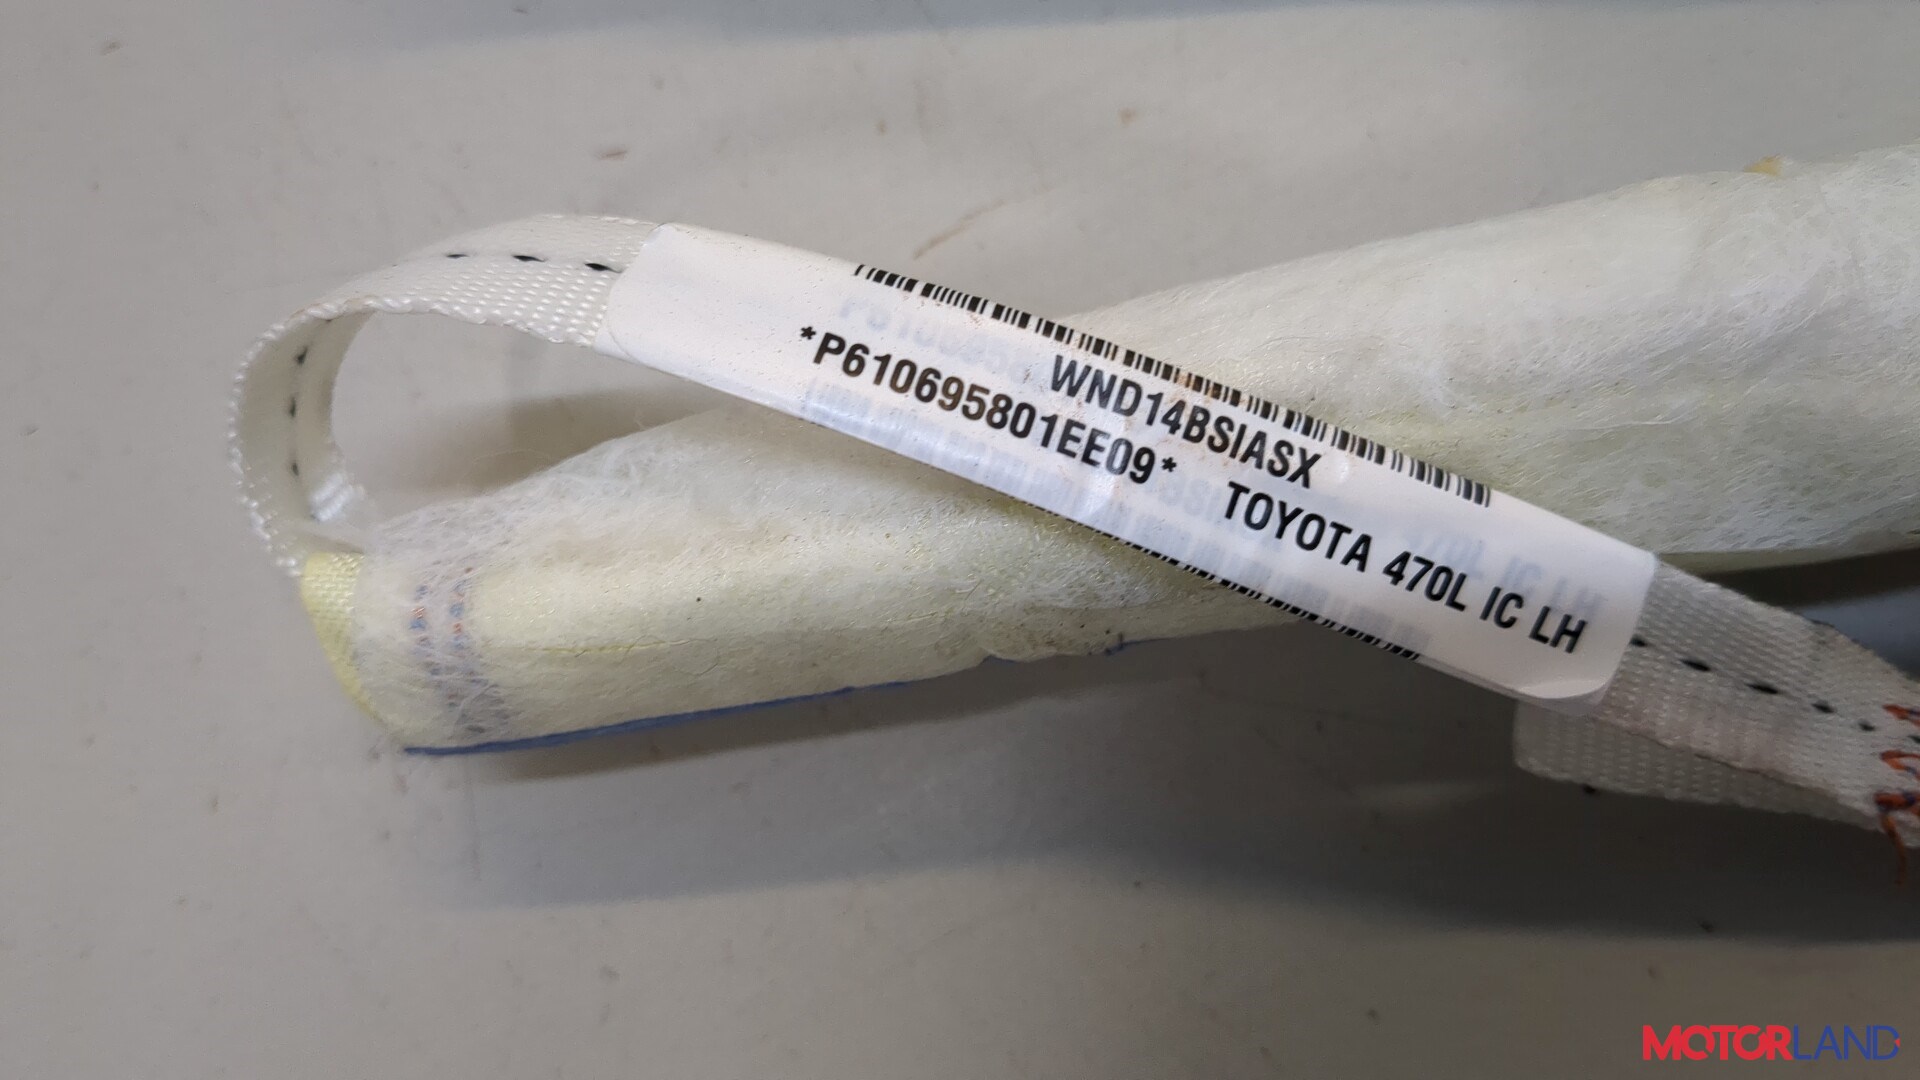 WND14BSIASX
*P610695801EE09* TOYOTA 470L IC LH
MOTORLAND